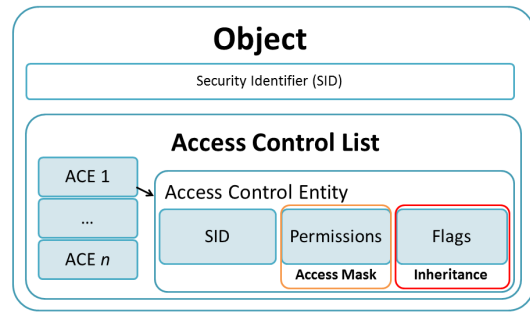 Object
Security Identifier (SID)
Access Control List
ACE 1
...
ACE n
Access Control Entity
SID
Permissions
Flags
Access Mask
Inheritance